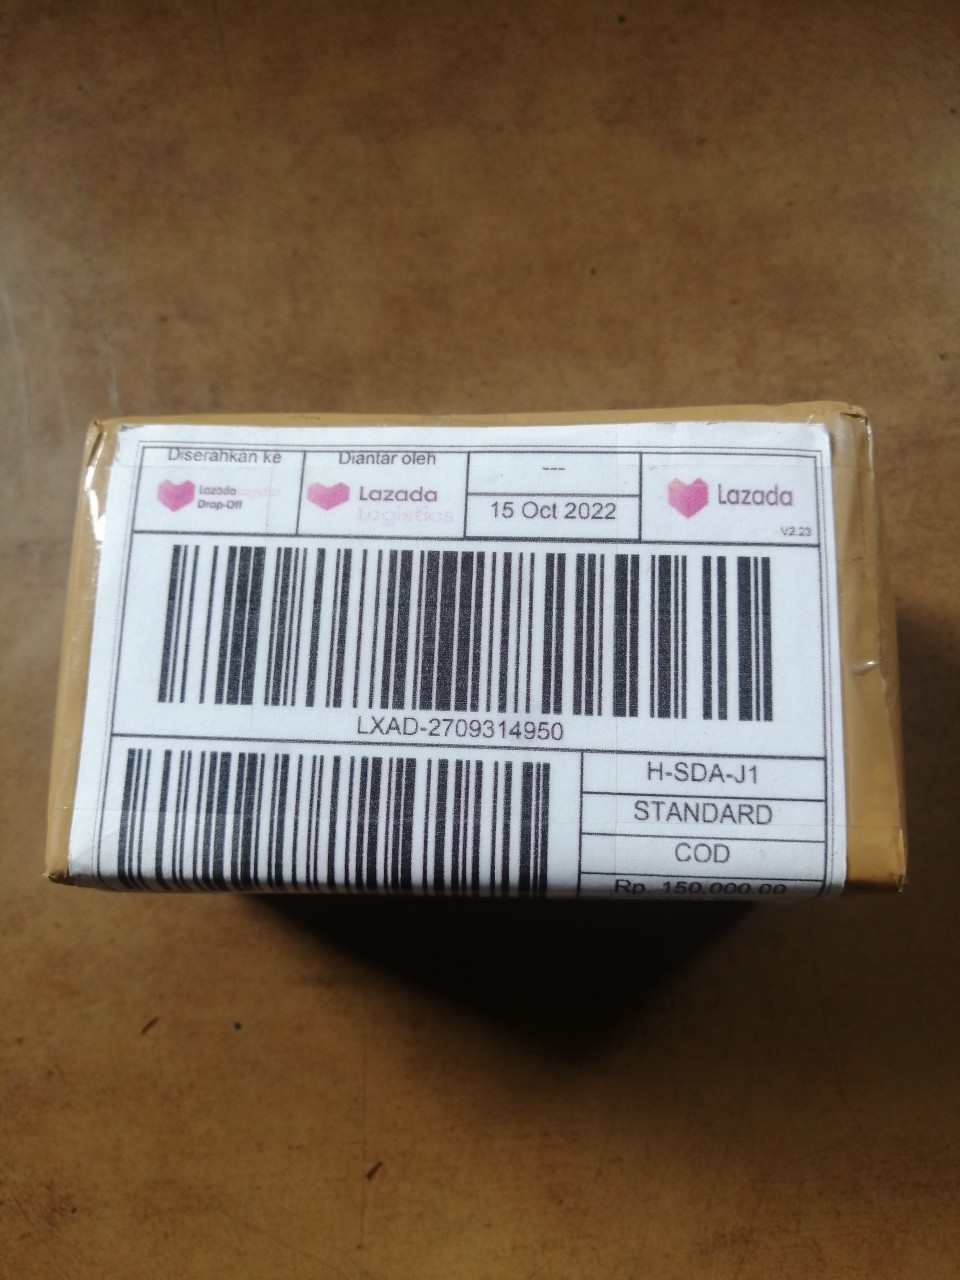 Diserahkan ke
Lazada Logistics
Drop-Off
Diantar oleh
Lazada
Logistics
---
15 Oct 2022
Lazada
V2.23
LXAD-2709314950
H-SDA-J1
STANDARD
COD
Rp. 150.000.00